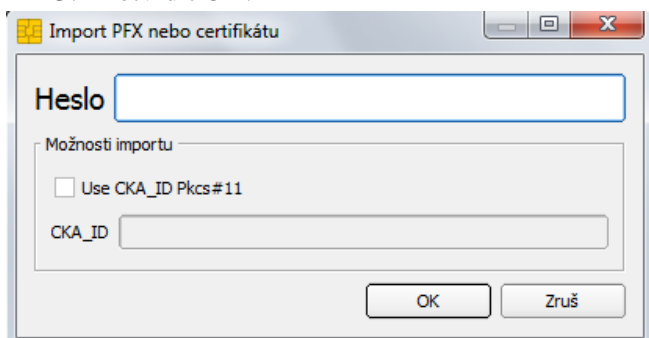 Import PFX nebo certifikátu
Heslo
Možnosti importu
Use CKA_ID Pkcs#11
CKA_ID
OK Zruš